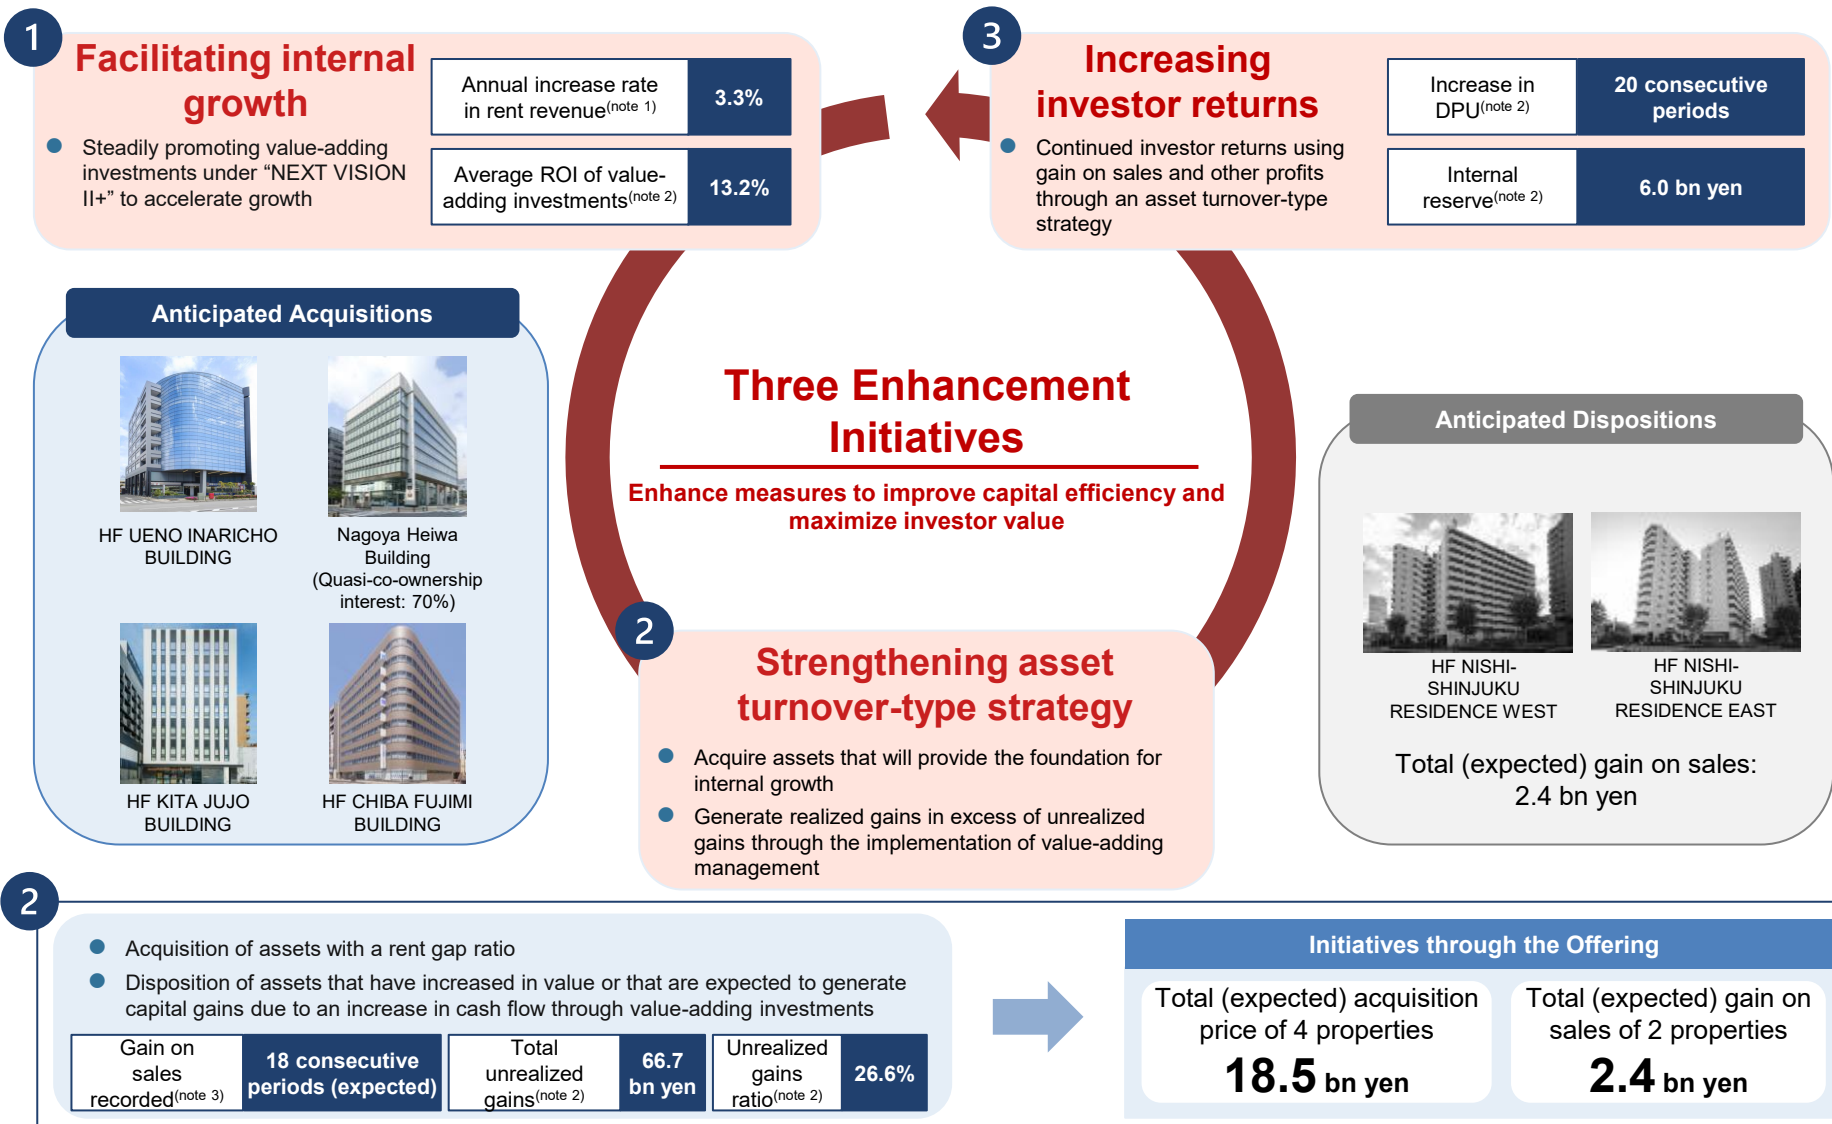 1
Facilitating internal
growth
Steadily promoting value-adding
investments under “NEXT VISION
II+” to accelerate growth
Annual increase rate
in rent revenue(note 1)
3.3%
Average ROI of value-
adding investments(note 2)
13.2%
3
Increasing
investor returns
Continued investor returns using
gain on sales and other profits
through an asset turnover-type
strategy
Increase in
DPU(note 2)
20 consecutive
periods
Internal
reserve(note 2)
6.0 bn yen
Anticipated Acquisitions
HF UENO INARICHO
BUILDING
Nagoya Heiwa
Building
(Quasi-co-ownership
interest: 70%)
HF KITA JUJO
BUILDING
HF CHIBA FUJIMI
BUILDING
Three Enhancement
Initiatives
Enhance measures to improve capital efficiency and
maximize investor value
2
Strengthening asset
turnover-type strategy
Acquire assets that will provide the foundation for
internal growth
Generate realized gains in excess of unrealized
gains through the implementation of value-adding
management
Anticipated Dispositions
HF NISHI-
SHINJUKU
RESIDENCE WEST
HF NISHI-
SHINJUKU
RESIDENCE EAST
Total (expected) gain on sales:
2.4 bn yen
2
Acquisition of assets with a rent gap ratio
Disposition of assets that have increased in value or that are expected to generate
capital gains due to an increase in cash flow through value-adding investments
Gain on
sales
recorded(note 3)
18 consecutive
periods (expected)
Total
unrealized
gains(note 2)
66.7
bn yen
Unrealized
gains
ratio(note 2)
26.6%
Initiatives through the Offering
Total (expected) acquisition
price of 4 properties
18.5 bn yen
Total (expected) gain on
sales of 2 properties
2.4 bn yen